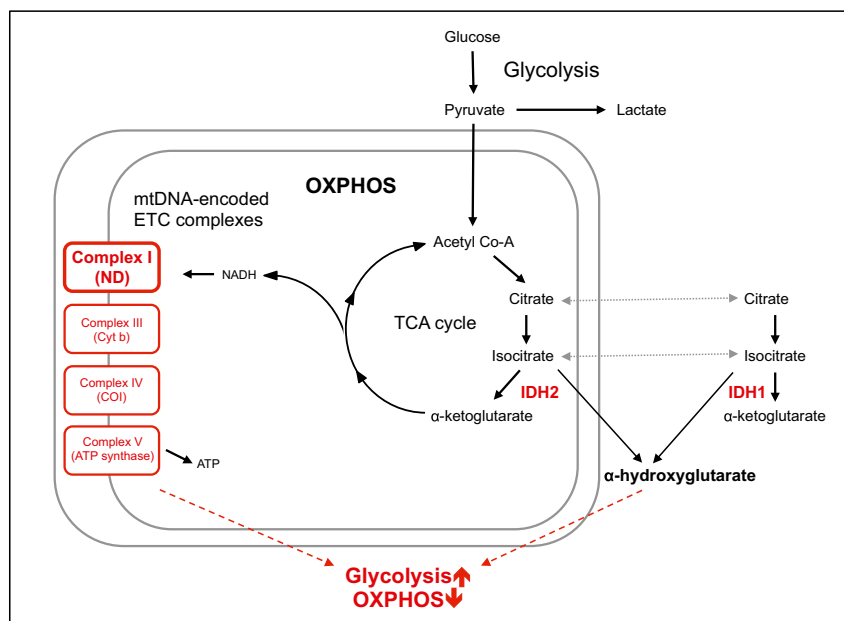 Glucose
Glycolysis
Pyruvate
Lactate
OXPHOS
mtDNA-encoded
ETC complexes
Acetyl Co-A
Complex I
(ND)
NADH
Citrate
Citrate
Complex III
(Cyt b)
TCA cycle
Isocitrate
Isocitrate
Complex IV
(COI)
IDH2
IDH1
α-ketoglutarate
α-ketoglutarate
Complex V
(ATP synthase)
ATP
α-hydroxyglutarate
Glycolysis
OXPHOS